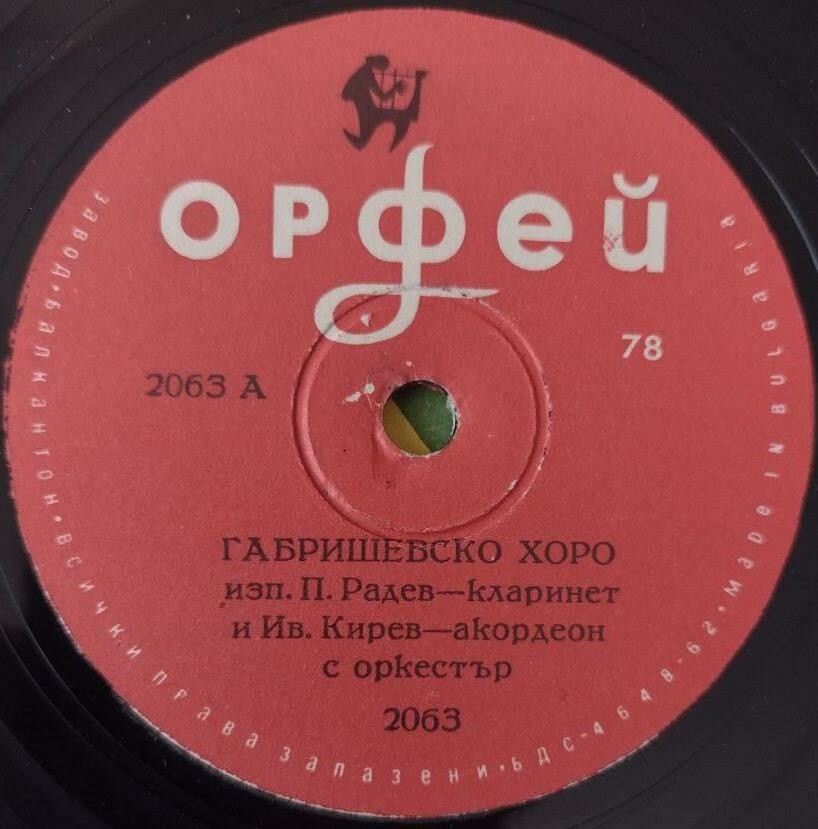 ОРФЕЙ
78
2063 А
ГАБРИШЕВСКО ХОРО
изп. П. Радев—кларинет
и Ив. Кирев—акордеон
с оркестър
2063
завод•балкантон•всички права запазени•БДС-4648-62•made in Bulgaria